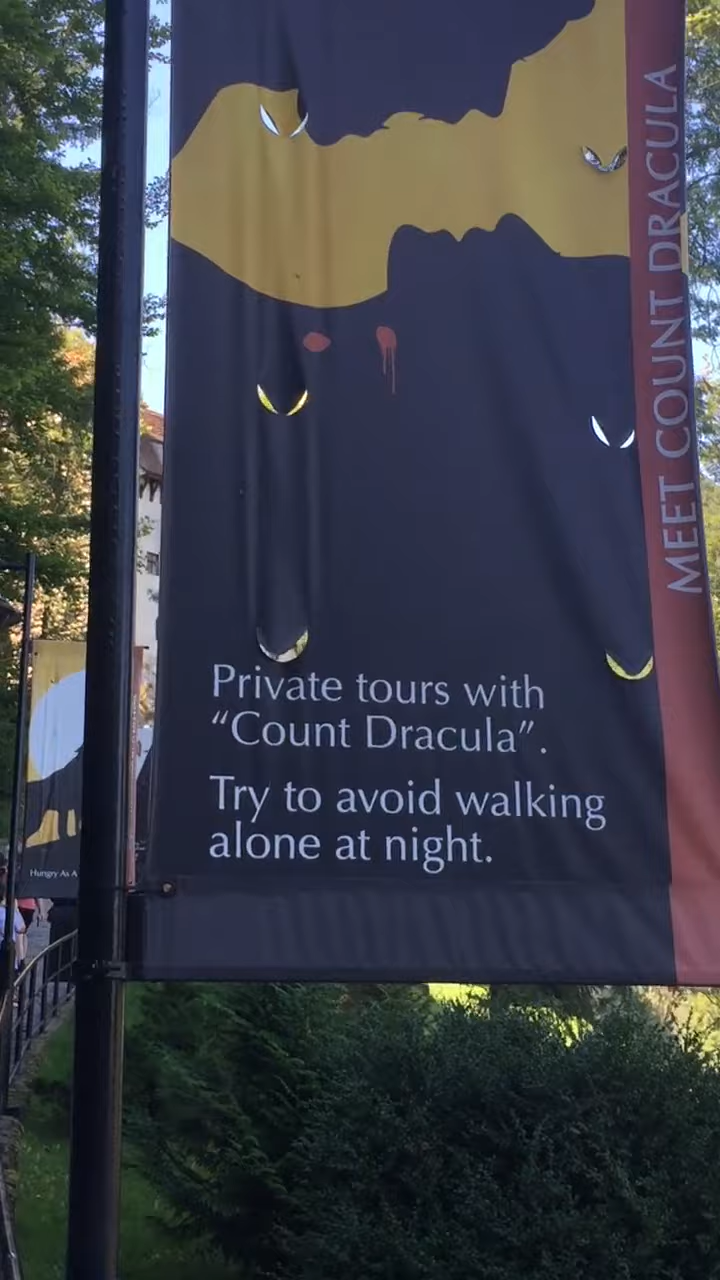 MEET COUNT DRACULA
Private tours with
“Count Dracula”.
Try to avoid walking
alone at night.
Hungry As A